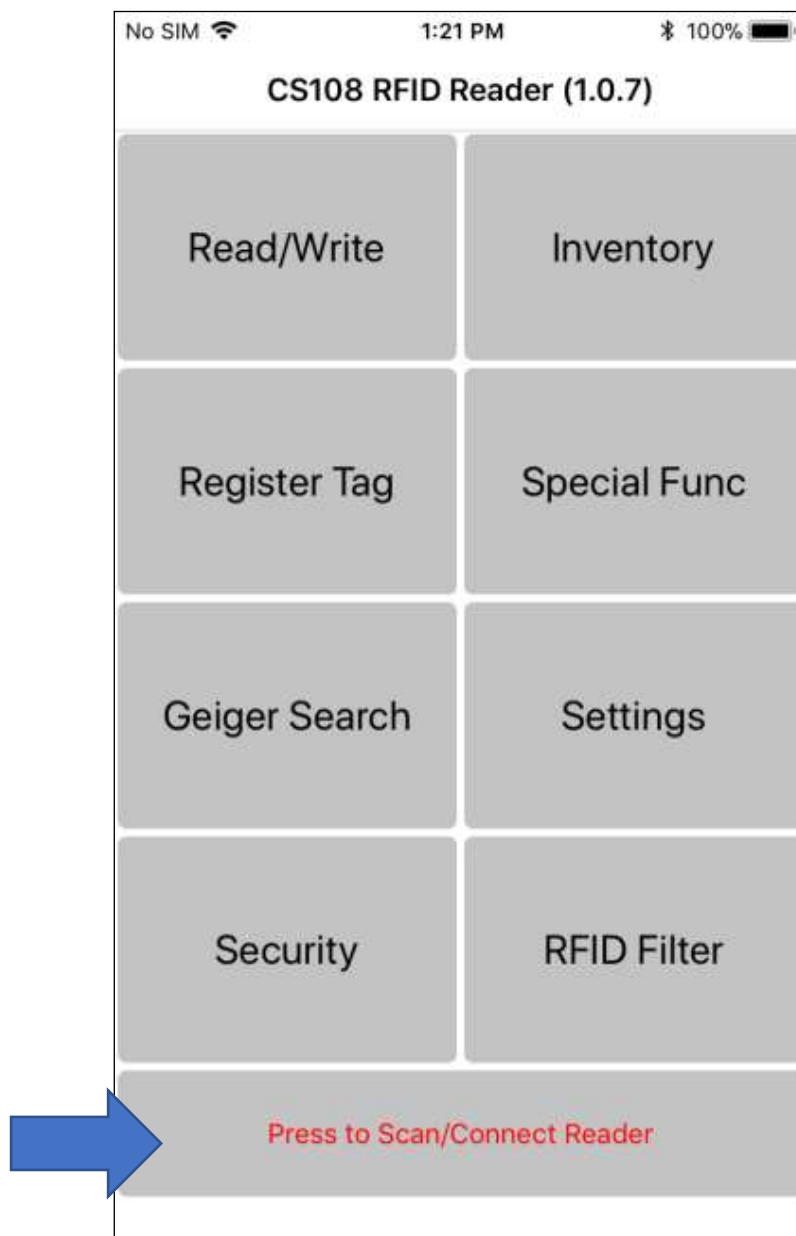 No SIM 1:21 PM 100%
CS108 RFID Reader (1.0.7)
Read/Write Inventory
Register Tag Special Func
Geiger Search Settings
Security RFID Filter
Press to Scan/Connect Reader